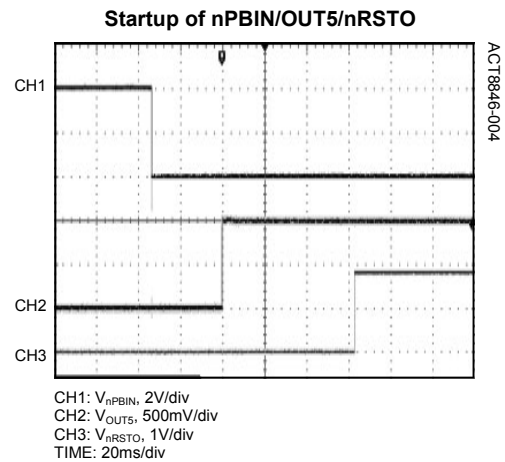 Startup of nPBIN/OUT5/nRSTO
CH1
ACT8846-004
CH2
CH3
CH1: VnPBIN, 2V/div
CH2: VOUT5, 500mV/div
CH3: VnRSTO, 1V/div
TIME: 20ms/div